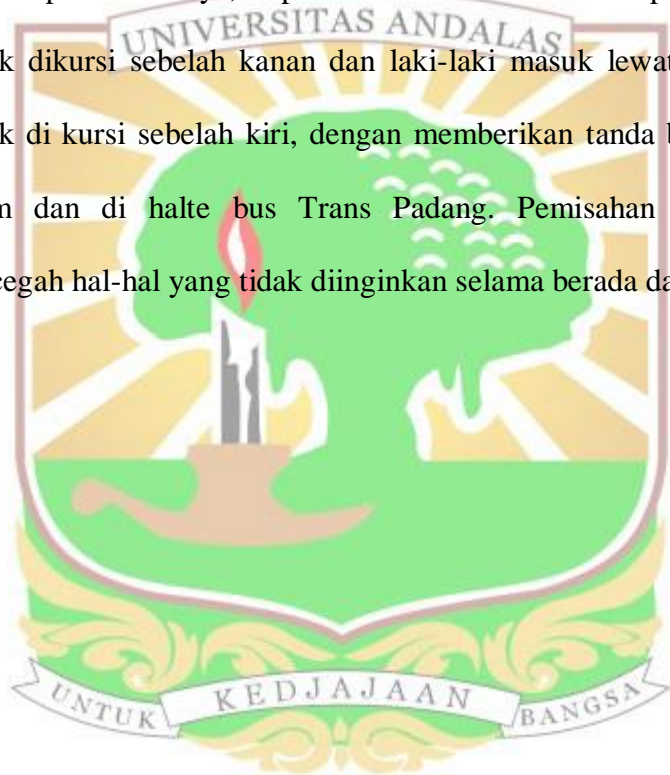 UNIVERSITAS ANDALAS
k dikursi sebelah kanan dan laki-laki masuk lewat
k di kursi sebelah kiri, dengan memberikan tanda
m dan di halte bus Trans Padang. Pemisahan
cegah hal-hal yang tidak diinginkan selama berada
UNTUK KEDJAJAAN BANGSA